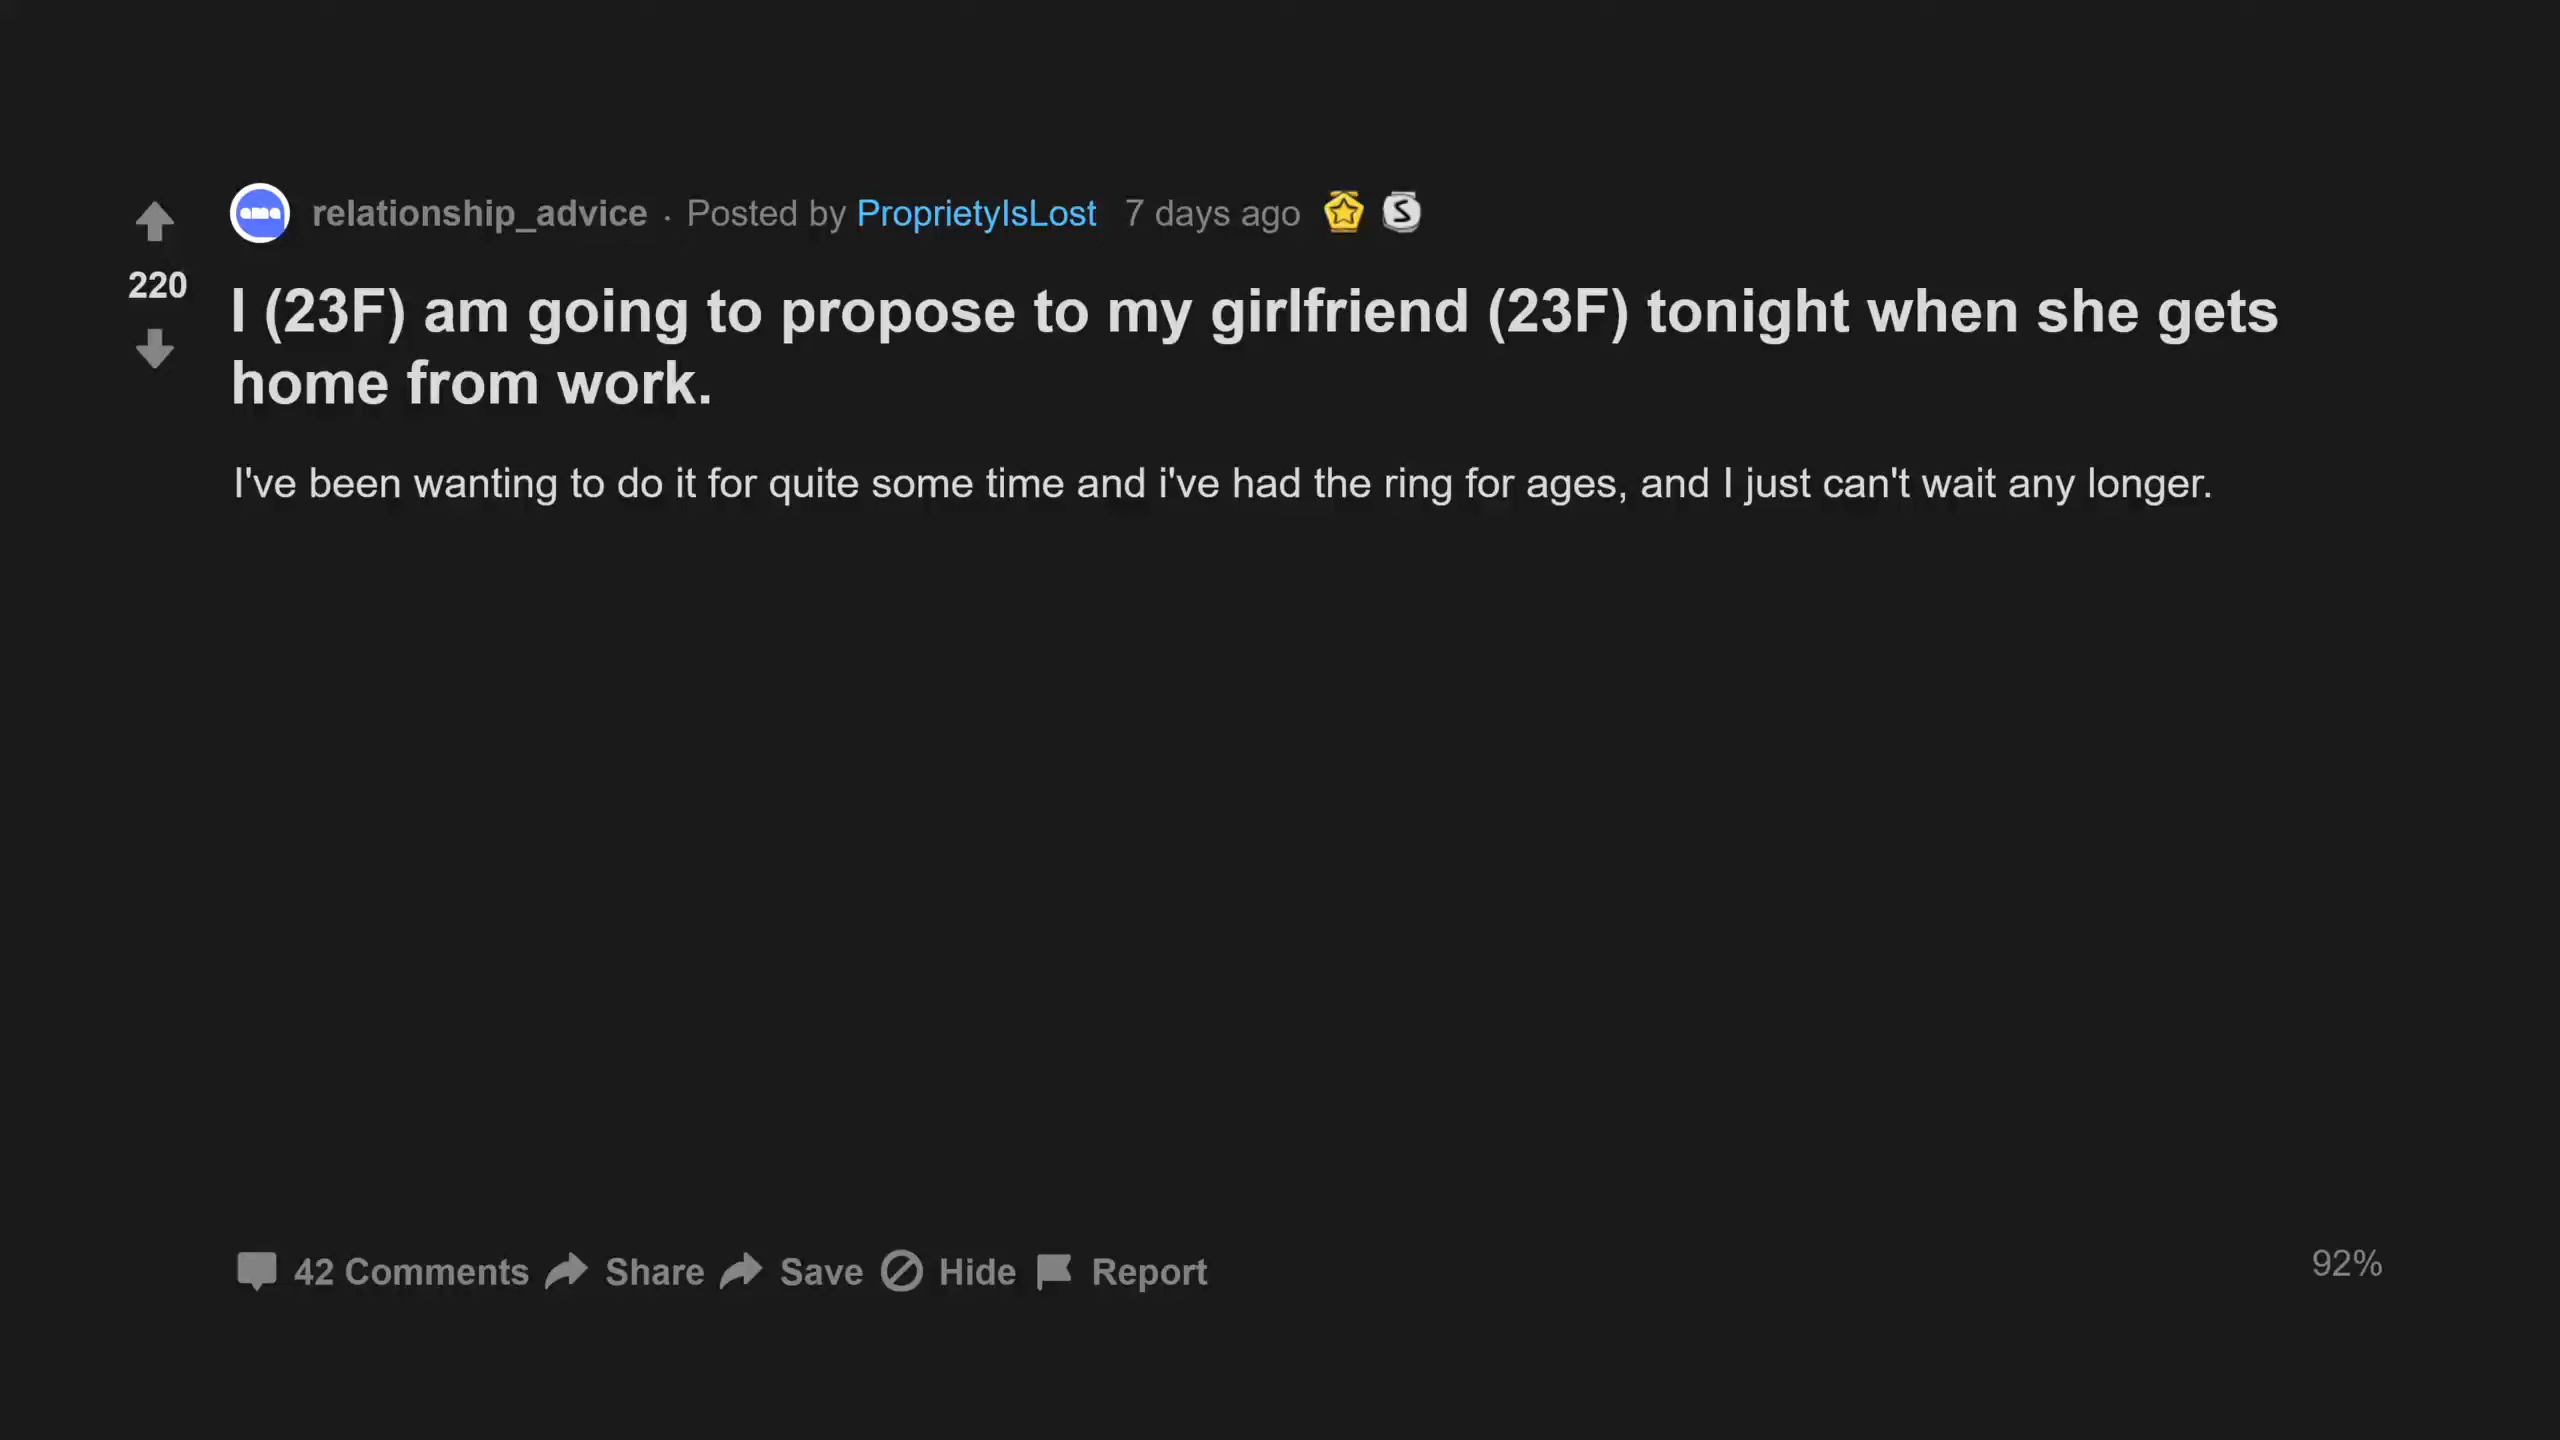 relationship_advice · Posted by ProprietyIsLost 7 days ago
220
I (23F) am going to propose to my girlfriend (23F) tonight when she gets
home from work.
I've been wanting to do it for quite some time and i've had the ring for ages, and I just can't wait any longer.
42 Comments Share Save Hide Report
92%